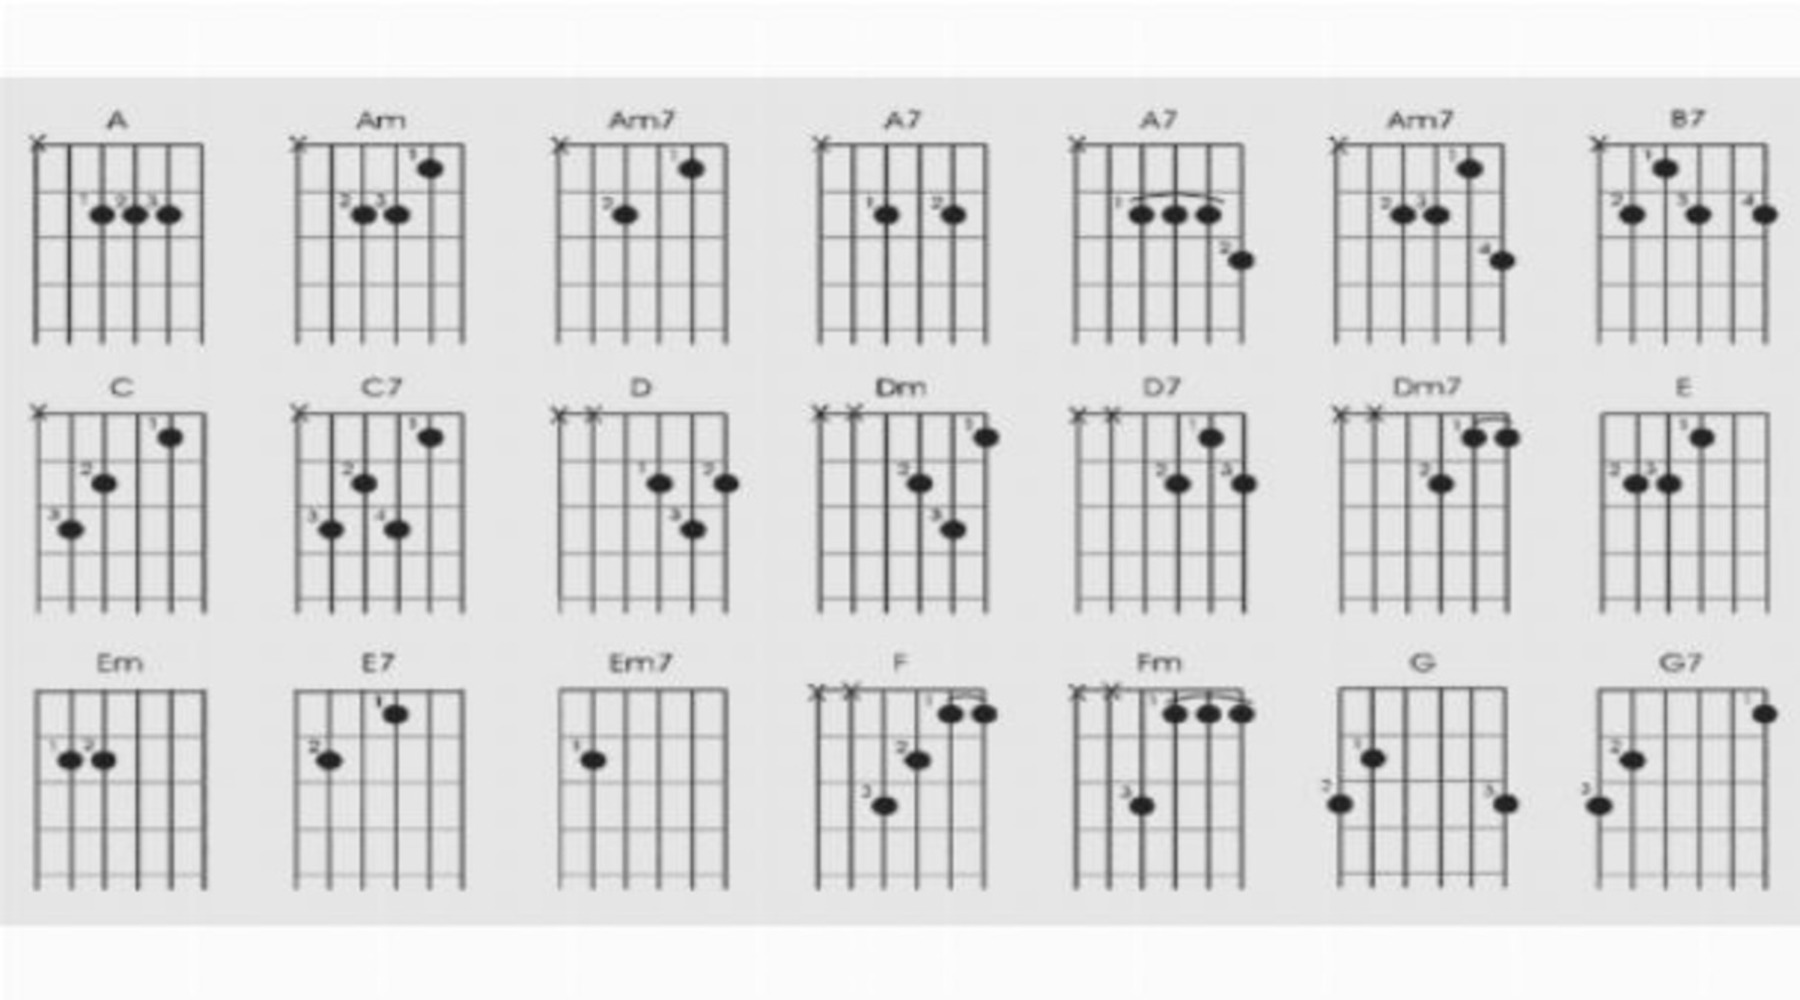 A Am Am7 A7 A7 Am7 B7
x x x x x x x
1 1 1 1
1 2 3 2 3 2 1 2 1 2 3 2 3 4
2 4
C C7 D Dm D7 Dm7 E
x x x x x x x x x x
1 1 1 1 1 1
2 2 1 2 2 2 3 2 2 3
3 3 4 3 3
Em E7 Em7 F Fm G G7
x x x x
1 1 1 1
1 2 2 1 2 1 2
3 3 2 3 3